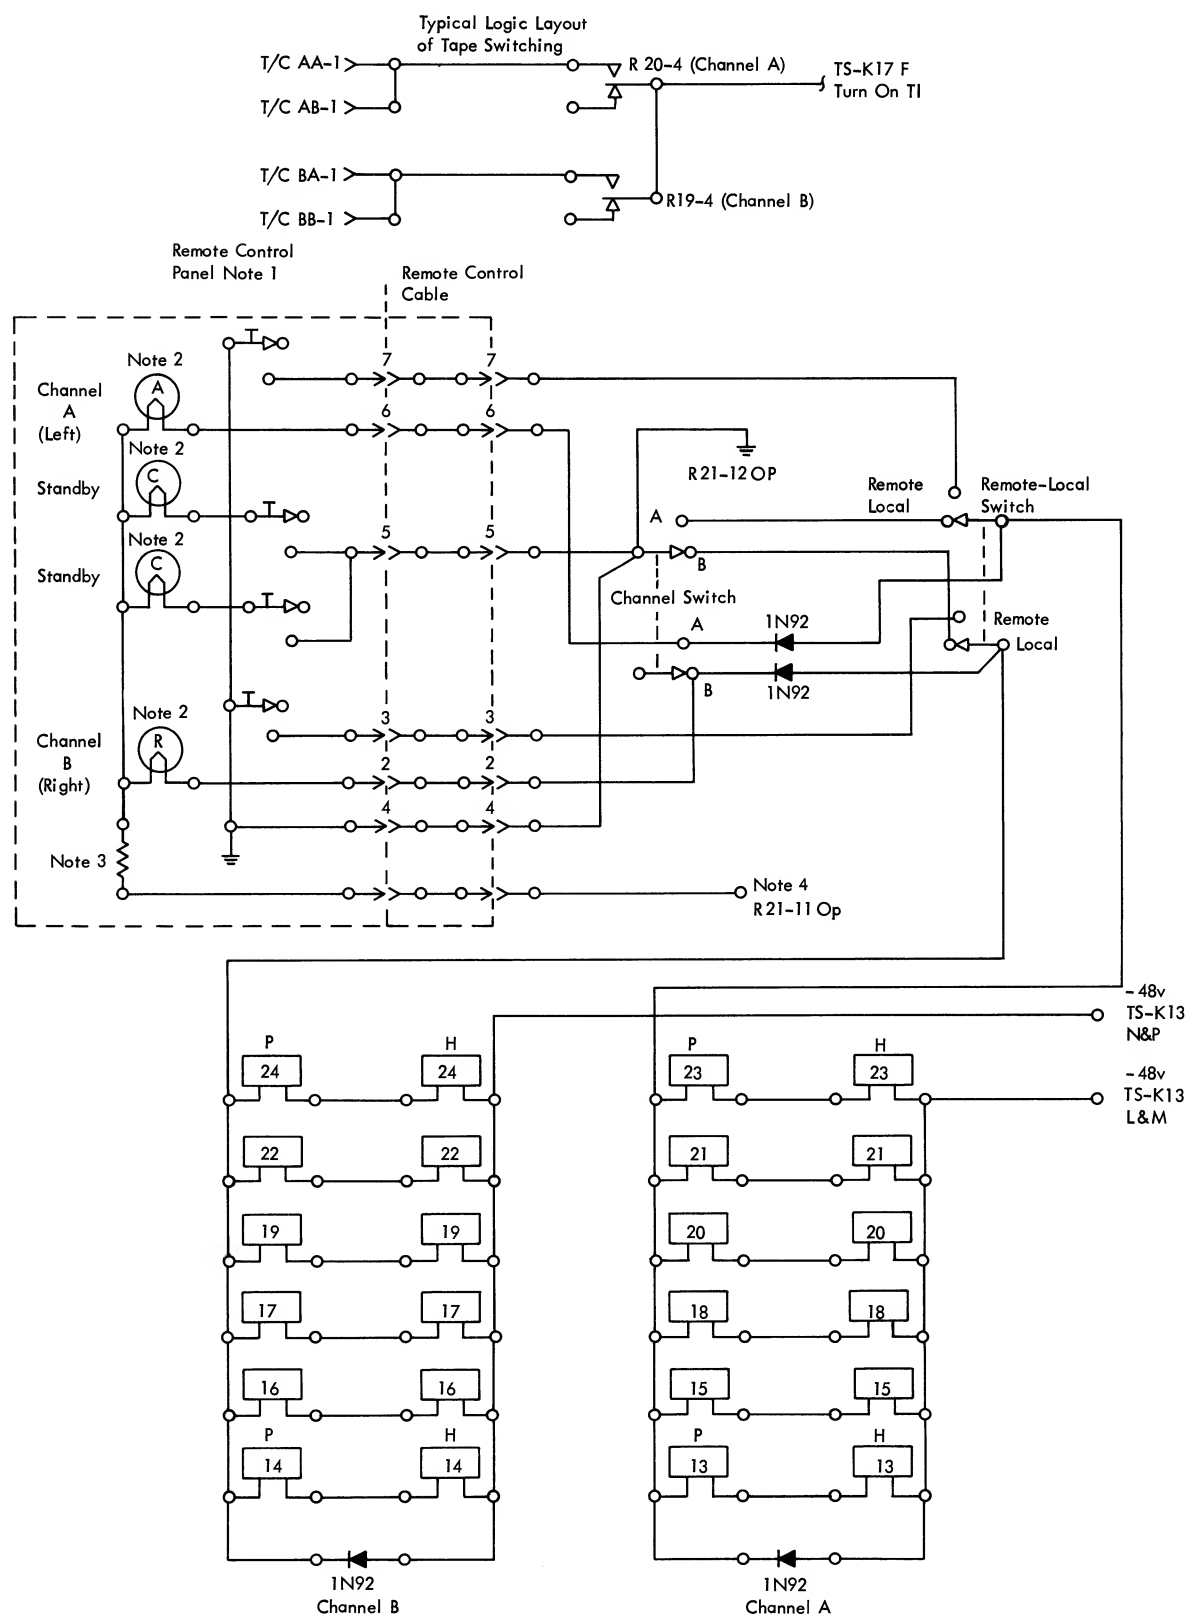 Typical Logic Layout
of Tape Switching
T/C AA-1
R 20-4 (Channel A)
TS-K17 F
Turn On TI
T/C AB-1
T/C BA-1
R19-4 (Channel B)
T/C BB-1
Remote Control
Panel Note 1
Remote Control
Cable
T
Note 2
7
7
Channel
A
(Left)
A
6
6
Note 2
C
R21-12 OP
Remote
Local
Remote-Local
Switch
Standby
T
A
Note 2
5
5
B
C
Standby
T
Channel Switch
A
1N92
Remote
Local
B
1N92
T
Note 2
3
3
Channel
B
(Right)
R
2
2
4
4
Note 3
Note 4
R21-11 Op
-48v
TS-K13
N&P
P
H
P
H
24
24
23
23
-48v
TS-K13
L&M
22
22
21
21
19
19
20
20
17
17
18
18
16
16
15
15
P
H
P
H
14
14
13
13
1N92
Channel B
1N92
Channel A